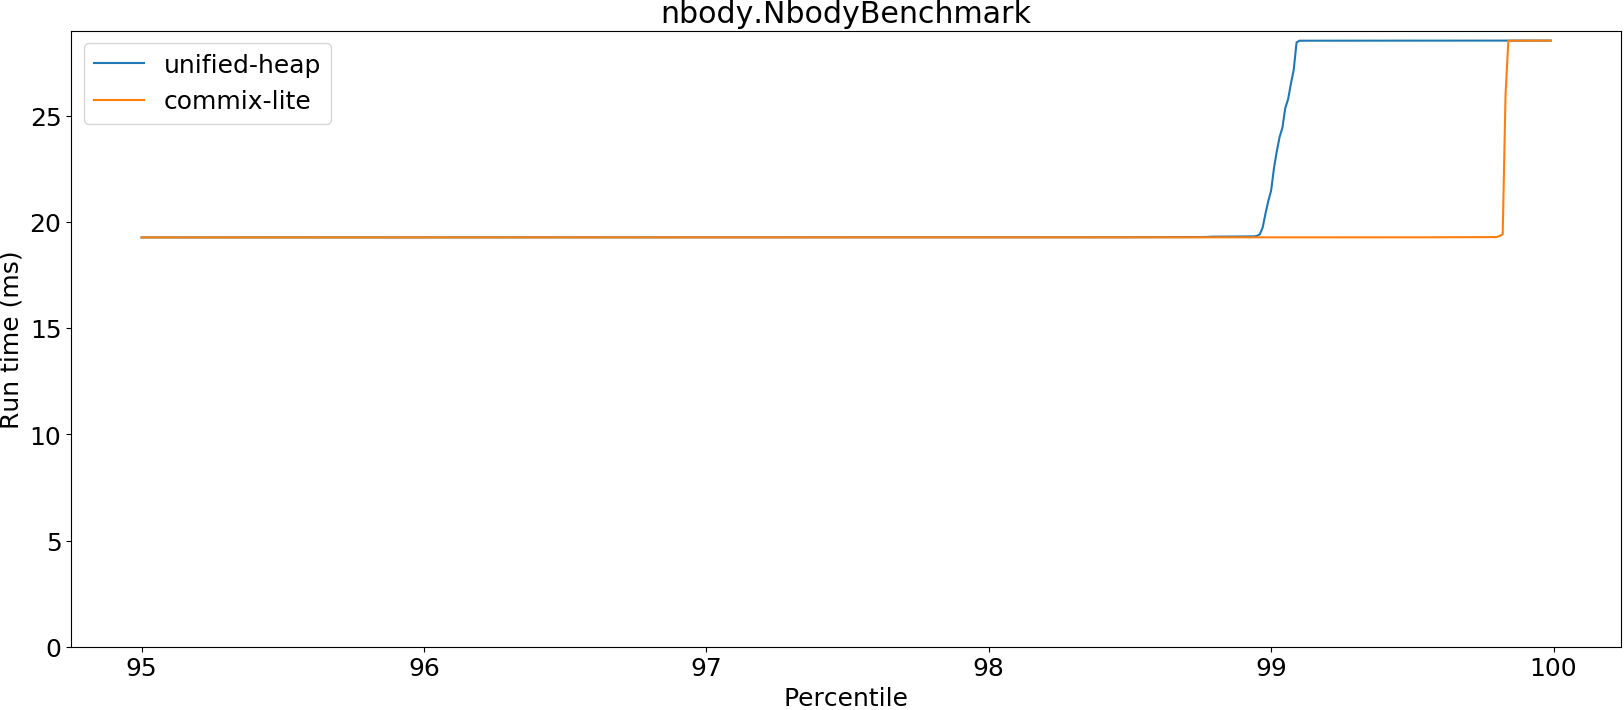 nbody.NbodyBenchmark
unified-heap
commix-lite
Run time (ms)
25
20
15
10
5
0
95 96 97 98 99 100
Percentile